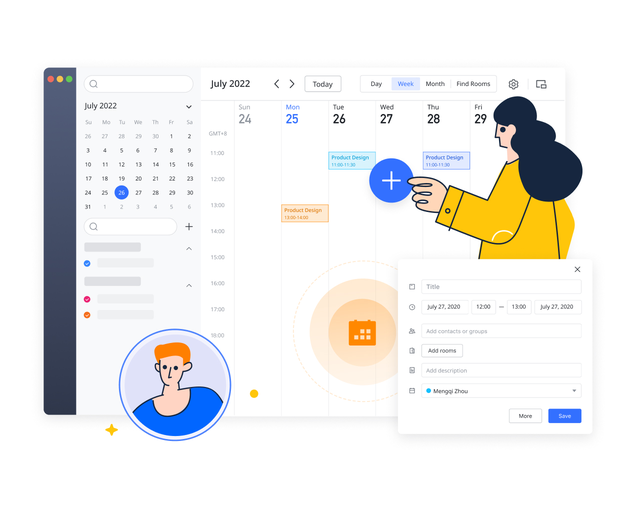 July 2022
Today
Day Week Month Find Rooms
July 2022
Su Mo Tu We Th Fr Sa
26 27 28 29 30 1 2
3 4 5 6 7 8 9
10 11 12 13 14 15 16
17 18 19 20 21 22 23
24 25 26 27 28 29 30
31 1 2 3 4 5 6
Sun Mon Tue Wed Thu Fri
24 25 26 27 28 29
GMT+8
11:00
12:00
13:00
14:00
15:00
16:00
17:00
18:00
19:00
Product Design
11:00-11:30
Product Design
11:00-11:30
Product Design
13:00-14:00
Title
July 27, 2020 12:00 — 13:00 July 27, 2020
Add contacts or groups
Add rooms
Add description
Mengqi Zhou
More Save